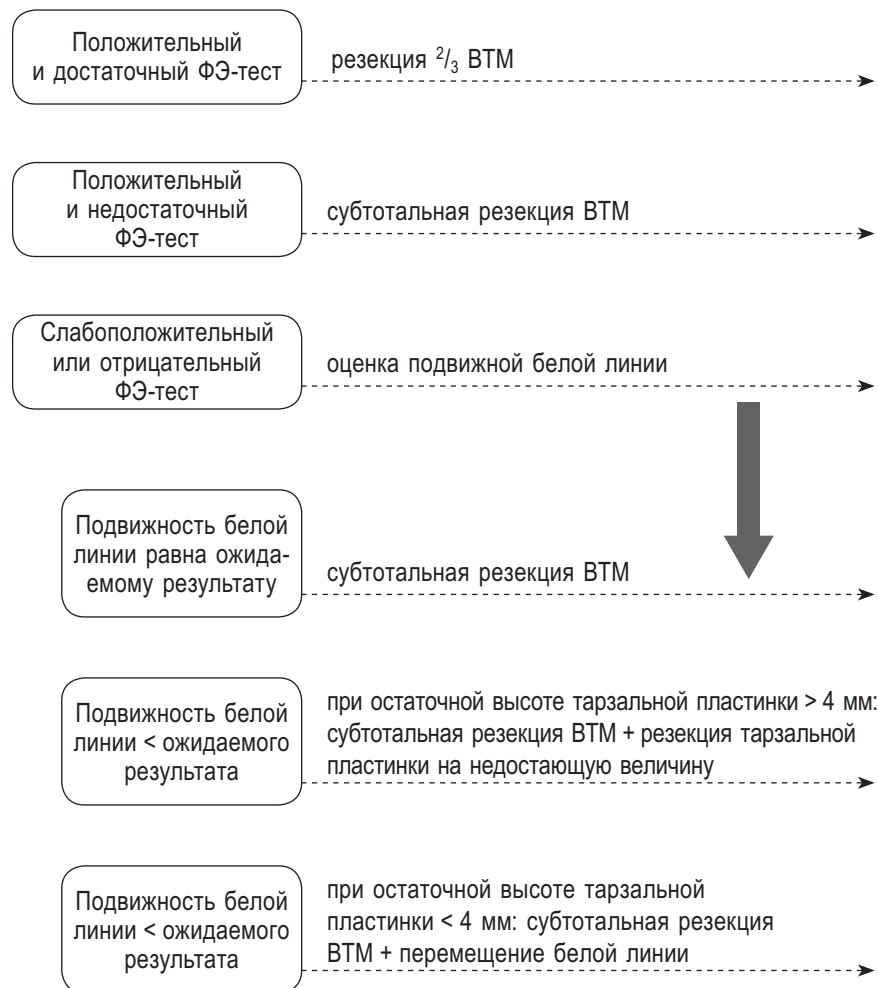 Положительный
и достаточный ФЭ-тест
резекция 2/3 ВТМ
Положительный
и недостаточный
ФЭ-тест
субтотальная резекция ВТМ
Слабоположительный
или отрицательный
ФЭ-тест
оценка подвижной белой линии
Подвижность белой
линии равна ожида-
емому результату
субтотальная резекция ВТМ
Подвижность белой
линии < ожидаемого
результата
при остаточной высоте тарзальной пластинки > 4 мм:
субтотальная резекция ВТМ + резекция тарзальной
пластинки на недостающую величину
Подвижность белой
линии < ожидаемого
результата
при остаточной высоте тарзальной
пластинки < 4 мм: субтотальная резекция
ВТМ + перемещение белой линии